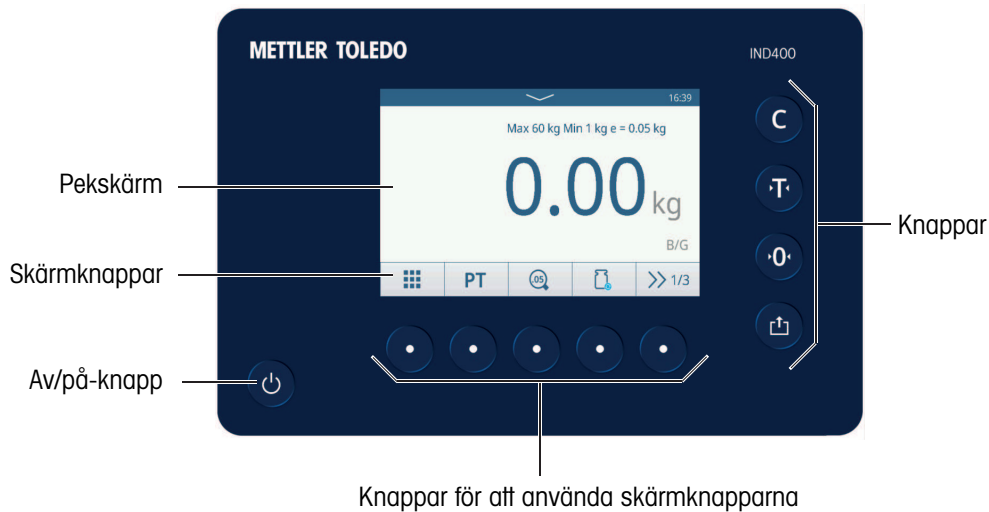 METTLER TOLEDO
IND400
16:39
Max 60 kg Min 1 kg e = 0.05 kg
0.00 kg
B/G
PT
.05
1/3
C
T
0
Pekskärm
Skärmknappar
Av/på-knapp
Knappar
Knappar för att använda skärmknapparna